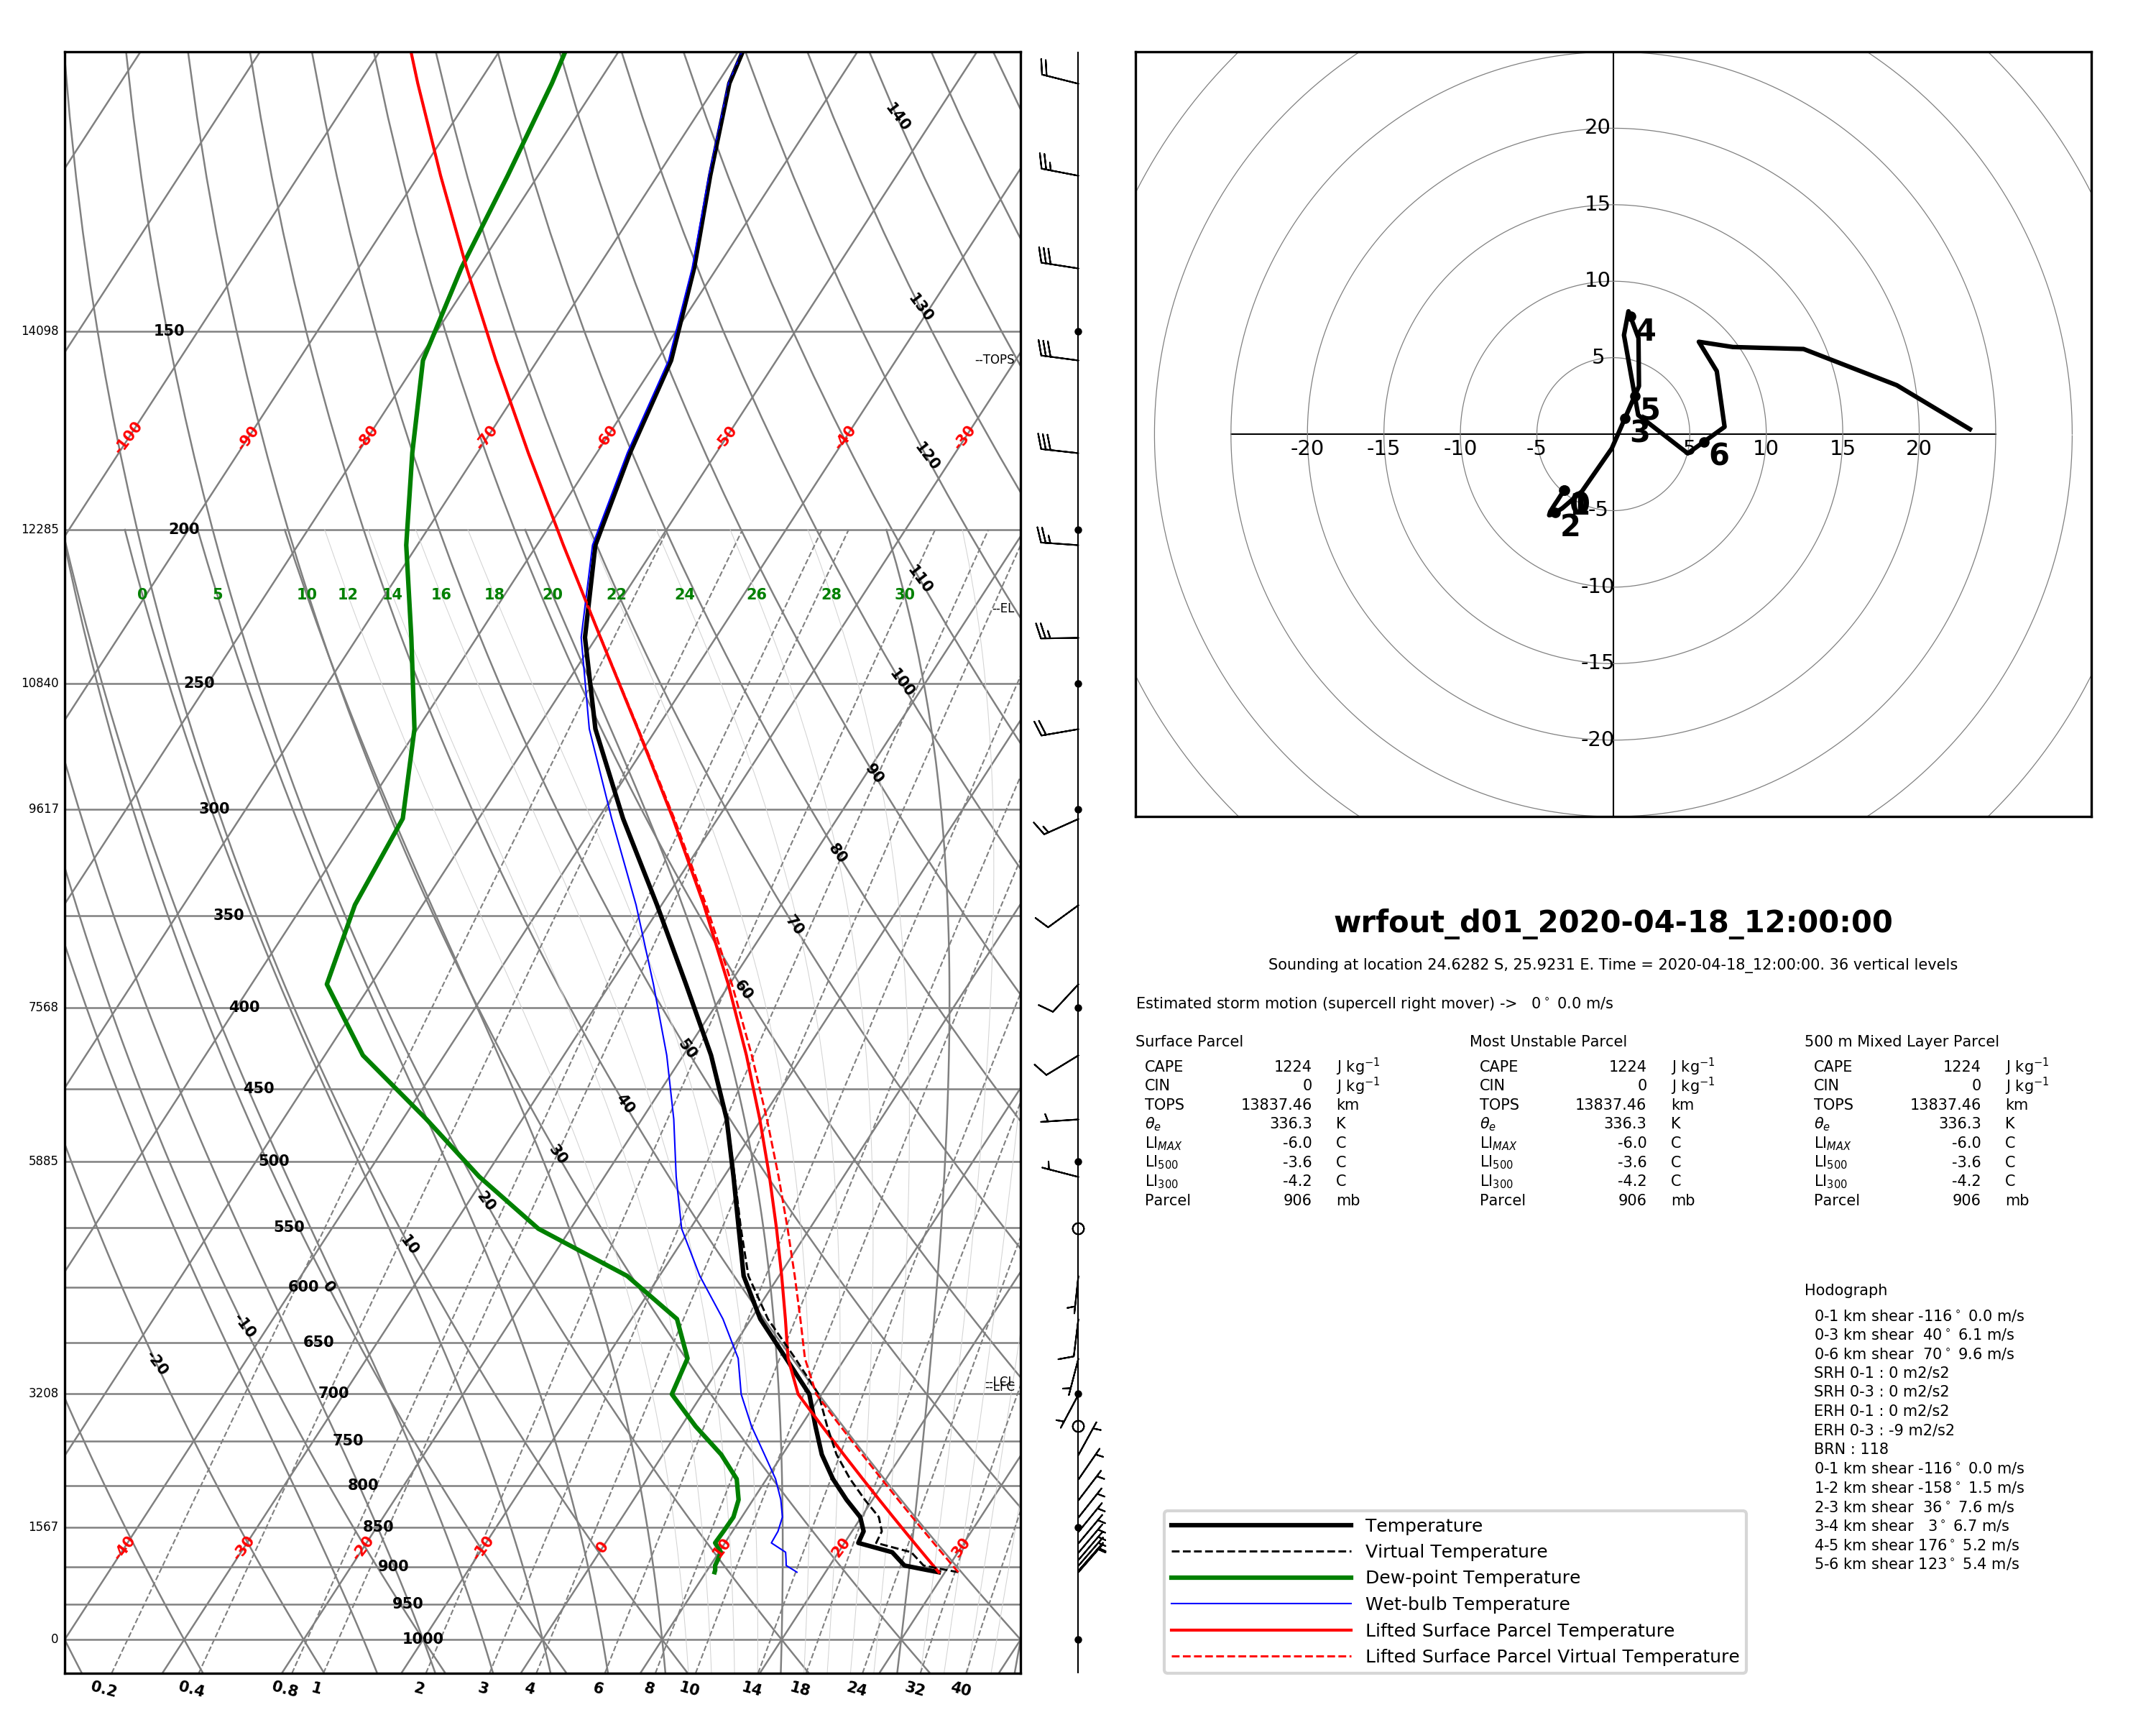 140
130
120
110
100
90
80
70
60
50
40
30
20
10
0
-10
-20
14098 150
--TOPS
-100 -90 -80 -70 -60 -50 -40 -30
12285 200
0 5 10 12 14 16 18 20 22 24 26 28 30
--EL
10840 250
9617 300
350
7568 400
450
5885 500
550
600
650
--LCL
--LFC
3208 700
750
800
1567 850
-40 -30 -20 -10 0 10 20 30
900
950
0 1000
0.2 0.4 0.8 1 2 3 4 6 8 10 14 18 24 32 40
20
15
10
5
-20 -15 -10 -5 5 10 15 20
-5
-10
-15
-20
4
5
3
6
2
wrfout_d01_2020-04-18_12:00:00
Sounding at location 24.6282 S, 25.9231 E. Time = 2020-04-18_12:00:00. 36 vertical levels
Estimated storm motion (supercell right mover) -> 0° 0.0 m/s
Surface Parcel
CAPE 1224 J kg⁻¹
CIN 0 J kg⁻¹
TOPS 13837.46 km
θe 336.3 K
LI_MAX -6.0 C
LI_500 -3.6 C
LI_300 -4.2 C
Parcel 906 mb
Most Unstable Parcel
CAPE 1224 J kg⁻¹
CIN 0 J kg⁻¹
TOPS 13837.46 km
θe 336.3 K
LI_MAX -6.0 C
LI_500 -3.6 C
LI_300 -4.2 C
Parcel 906 mb
500 m Mixed Layer Parcel
CAPE 1224 J kg⁻¹
CIN 0 J kg⁻¹
TOPS 13837.46 km
θe 336.3 K
LI_MAX -6.0 C
LI_500 -3.6 C
LI_300 -4.2 C
Parcel 906 mb
Hodograph
0-1 km shear -116° 0.0 m/s
0-3 km shear 40° 6.1 m/s
0-6 km shear 70° 9.6 m/s
SRH 0-1 : 0 m2/s2
SRH 0-3 : 0 m2/s2
ERH 0-1 : 0 m2/s2
ERH 0-3 : -9 m2/s2
BRN : 118
0-1 km shear -116° 0.0 m/s
1-2 km shear -158° 1.5 m/s
2-3 km shear 36° 7.6 m/s
3-4 km shear 3° 6.7 m/s
4-5 km shear 176° 5.2 m/s
5-6 km shear 123° 5.4 m/s
Temperature
Virtual Temperature
Dew-point Temperature
Wet-bulb Temperature
Lifted Surface Parcel Temperature
Lifted Surface Parcel Virtual Temperature